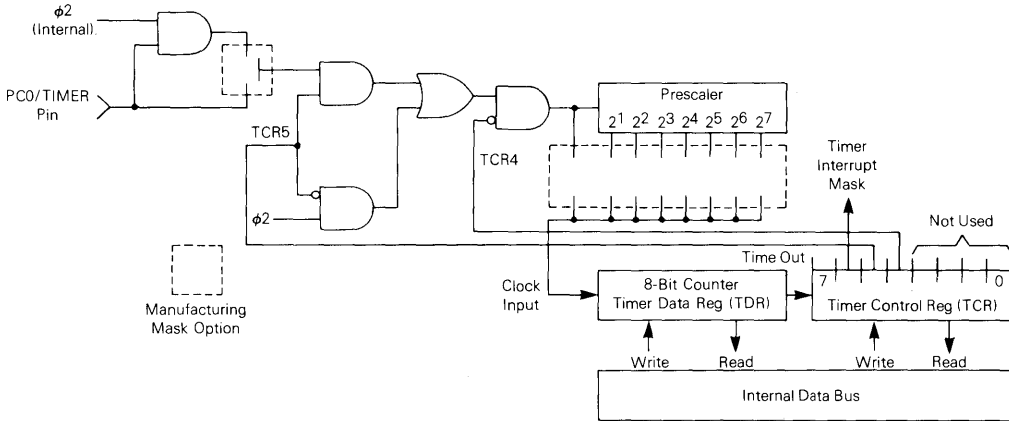 ϕ2
(Internal).
PC0/TIMER
Pin
TCR5
ϕ2
TCR4
Prescaler
2¹ 2² 2³ 2⁴ 2⁵ 2⁶ 2⁷
Timer
Interrupt
Mask
Not Used
Time Out
7 0
Manufacturing
Mask Option
Clock
Input
8-Bit Counter
Timer Data Reg (TDR)
Timer Control Reg (TCR)
Write Read Write Read
Internal Data Bus